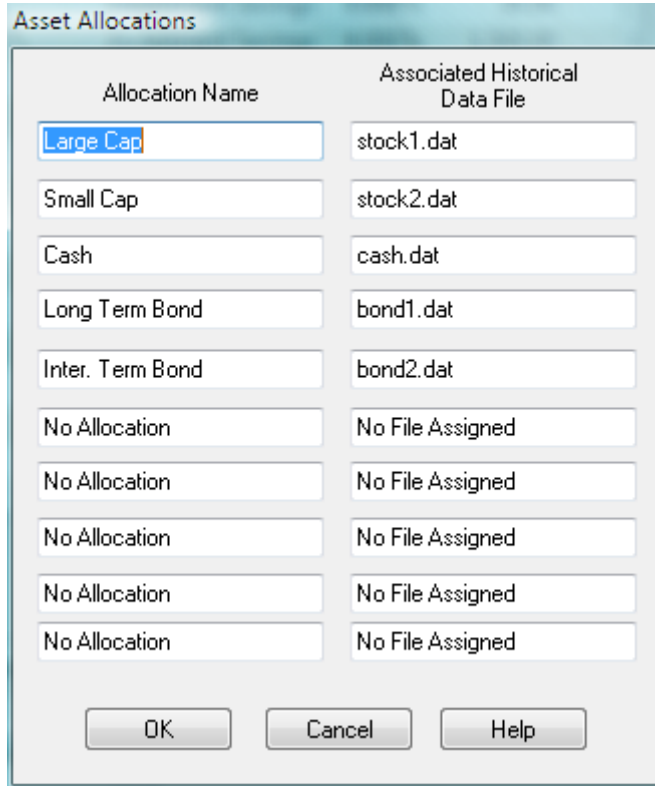 Asset Allocations
Allocation Name
Associated Historical
Data File
Large Cap stock1.dat
Small Cap stock2.dat
Cash cash.dat
Long Term Bond bond1.dat
Inter. Term Bond bond2.dat
No Allocation No File Assigned
No Allocation No File Assigned
No Allocation No File Assigned
No Allocation No File Assigned
No Allocation No File Assigned
OK Cancel Help